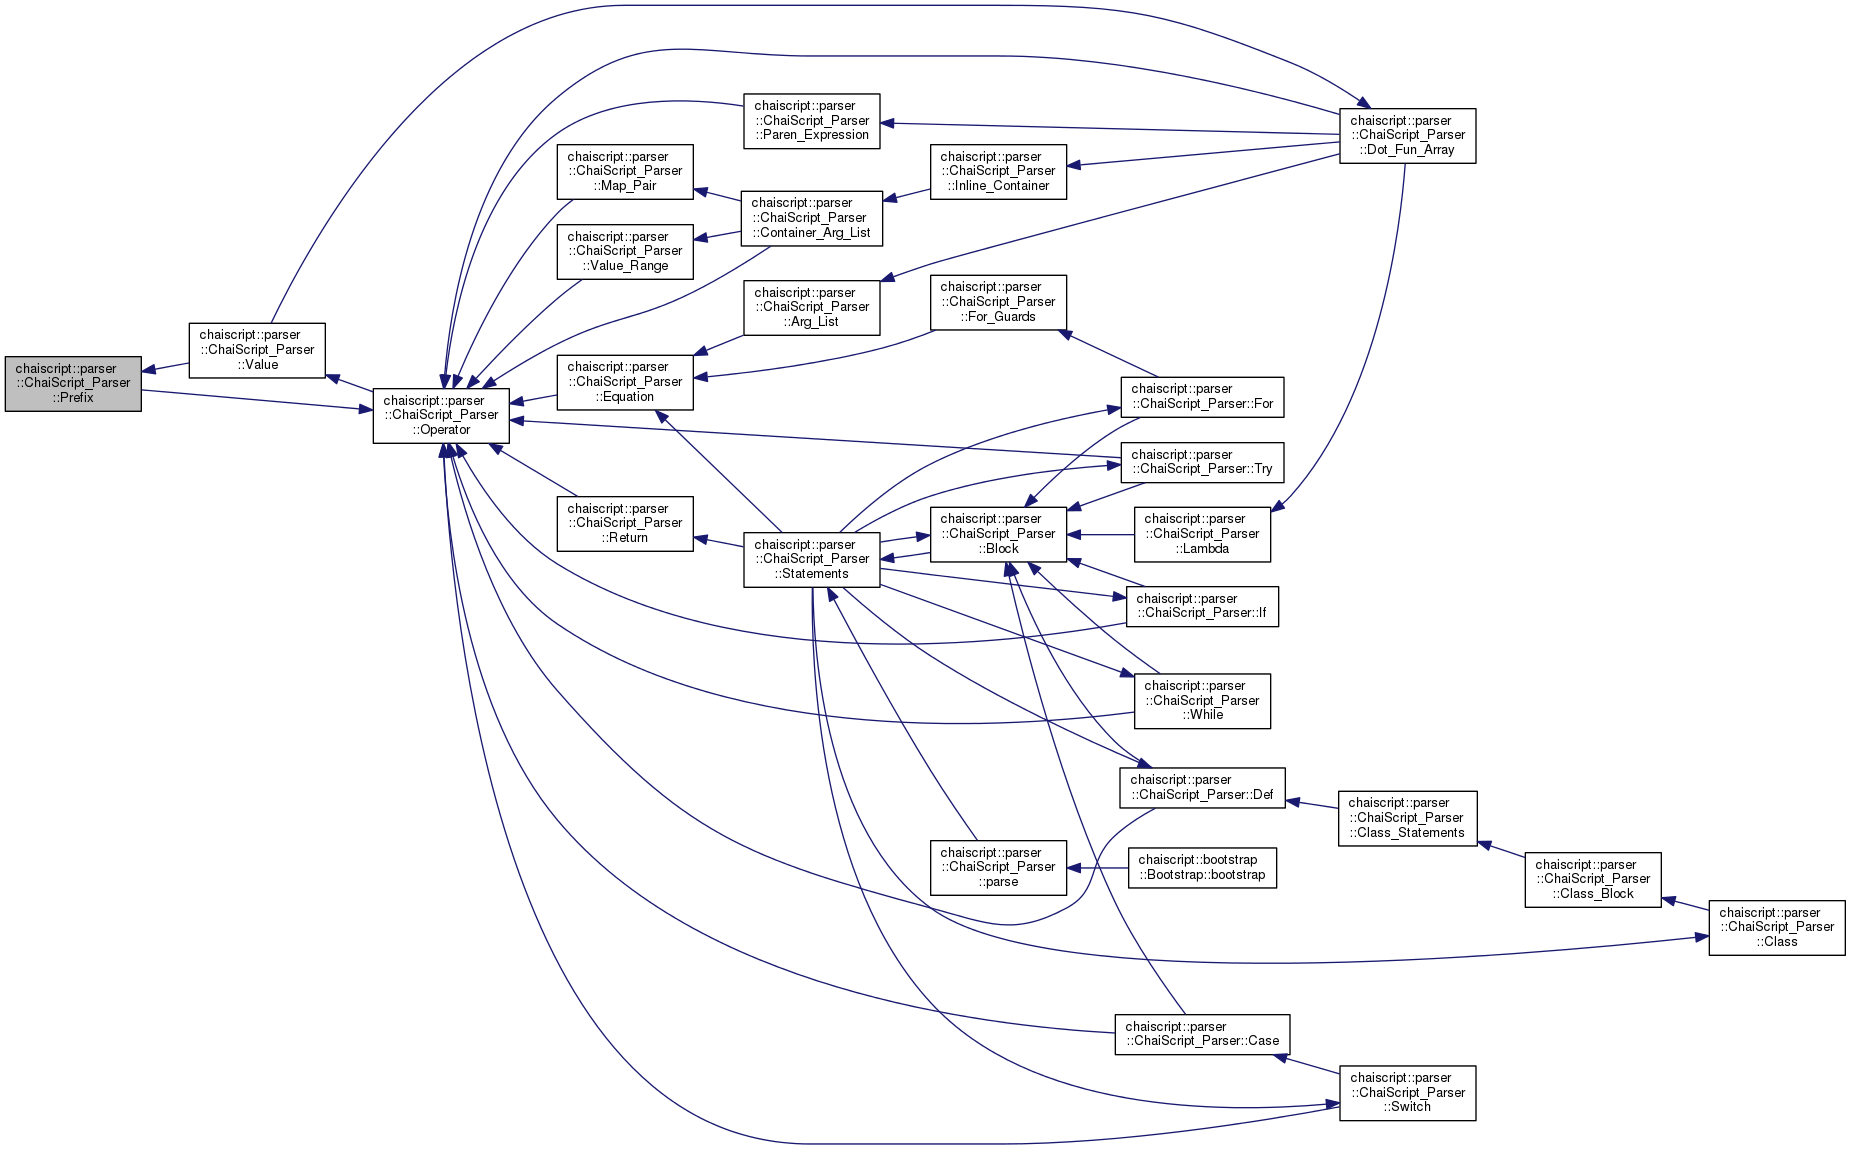 chaiscript::parser
::ChaiScript_Parser
::Prefix
chaiscript::parser
::ChaiScript_Parser
::Value
chaiscript::parser
::ChaiScript_Parser
::Operator
chaiscript::parser
::ChaiScript_Parser
::Map_Pair
chaiscript::parser
::ChaiScript_Parser
::Value_Range
chaiscript::parser
::ChaiScript_Parser
::Equation
chaiscript::parser
::ChaiScript_Parser
::Return
chaiscript::parser
::ChaiScript_Parser
::Paren_Expression
chaiscript::parser
::ChaiScript_Parser
::Container_Arg_List
chaiscript::parser
::ChaiScript_Parser
::Arg_List
chaiscript::parser
::ChaiScript_Parser
::Statements
chaiscript::parser
::ChaiScript_Parser
::Inline_Container
chaiscript::parser
::ChaiScript_Parser
::For_Guards
chaiscript::parser
::ChaiScript_Parser
::Block
chaiscript::parser
::ChaiScript_Parser
::parse
chaiscript::parser
::ChaiScript_Parser::For
chaiscript::parser
::ChaiScript_Parser::Try
chaiscript::parser
::ChaiScript_Parser
::Lambda
chaiscript::parser
::ChaiScript_Parser::If
chaiscript::parser
::ChaiScript_Parser
::While
chaiscript::parser
::ChaiScript_Parser::Def
chaiscript::bootstrap
::Bootstrap::bootstrap
chaiscript::parser
::ChaiScript_Parser::Case
chaiscript::parser
::ChaiScript_Parser
::Dot_Fun_Array
chaiscript::parser
::ChaiScript_Parser
::Class_Statements
chaiscript::parser
::ChaiScript_Parser
::Switch
chaiscript::parser
::ChaiScript_Parser
::Class_Block
chaiscript::parser
::ChaiScript_Parser
::Class